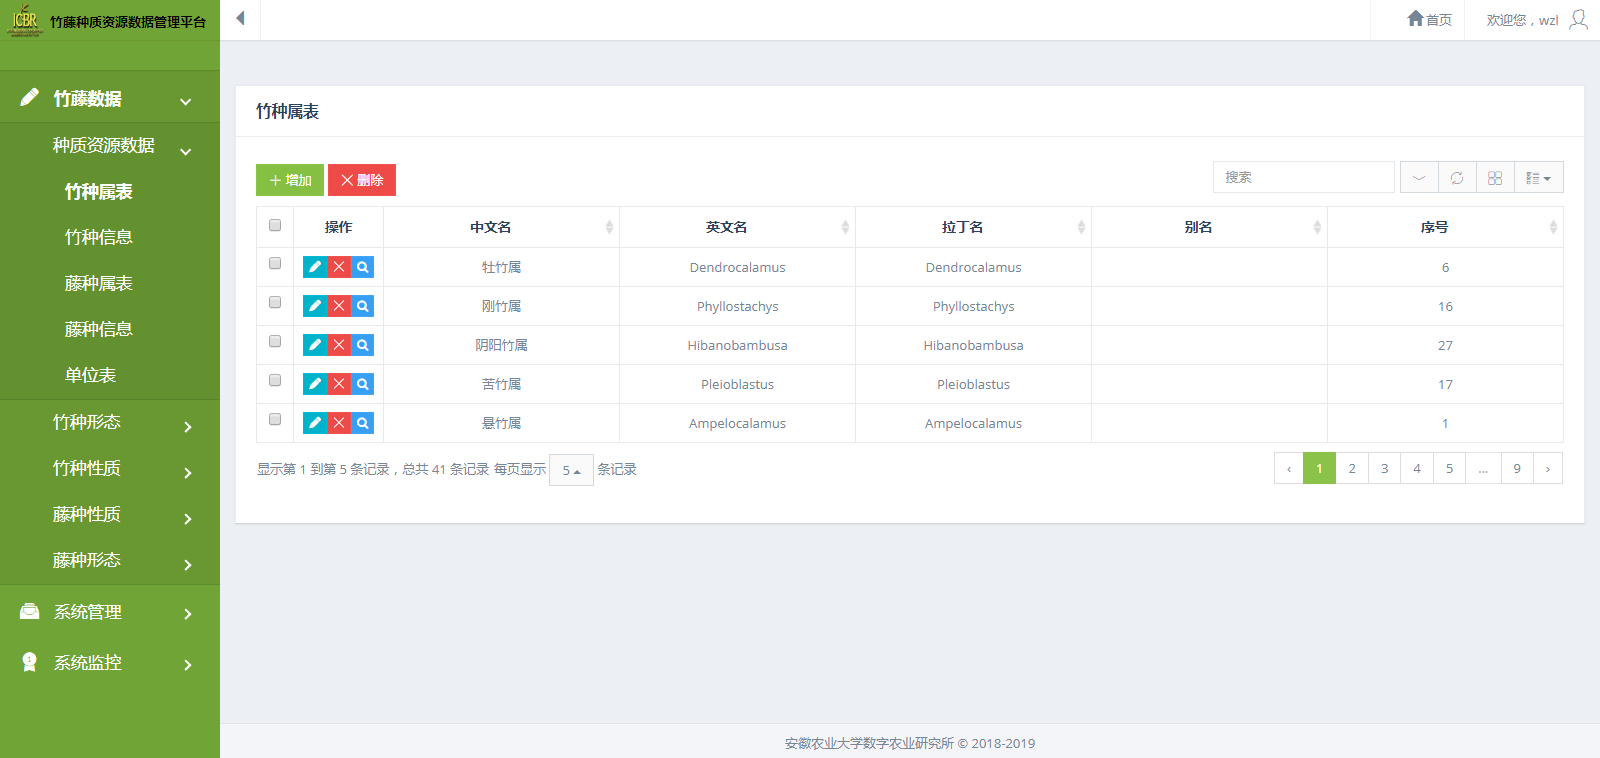 ICBR 竹藤种质资源数据管理平台
首页
欢迎您，wzl
竹藤数据
种质资源数据
竹种属表
竹种信息
藤种属表
藤种信息
单位表
竹种形态
竹种性质
藤种性质
藤种形态
系统管理
系统监控
竹种属表
增加 删除
搜索
操作 中文名 英文名 拉丁名 别名 序号
牡竹属 Dendrocalamus Dendrocalamus 6
刚竹属 Phyllostachys Phyllostachys 16
阴阳竹属 Hibanobambusa Hibanobambusa 27
苦竹属 Pleioblastus Pleioblastus 17
悬竹属 Ampelocalamus Ampelocalamus 1
显示第 1 到第 5 条记录，总共 41 条记录 每页显示 5 条记录
‹ 1 2 3 4 5 ... 9 ›
安徽农业大学数字农业研究所 © 2018-2019